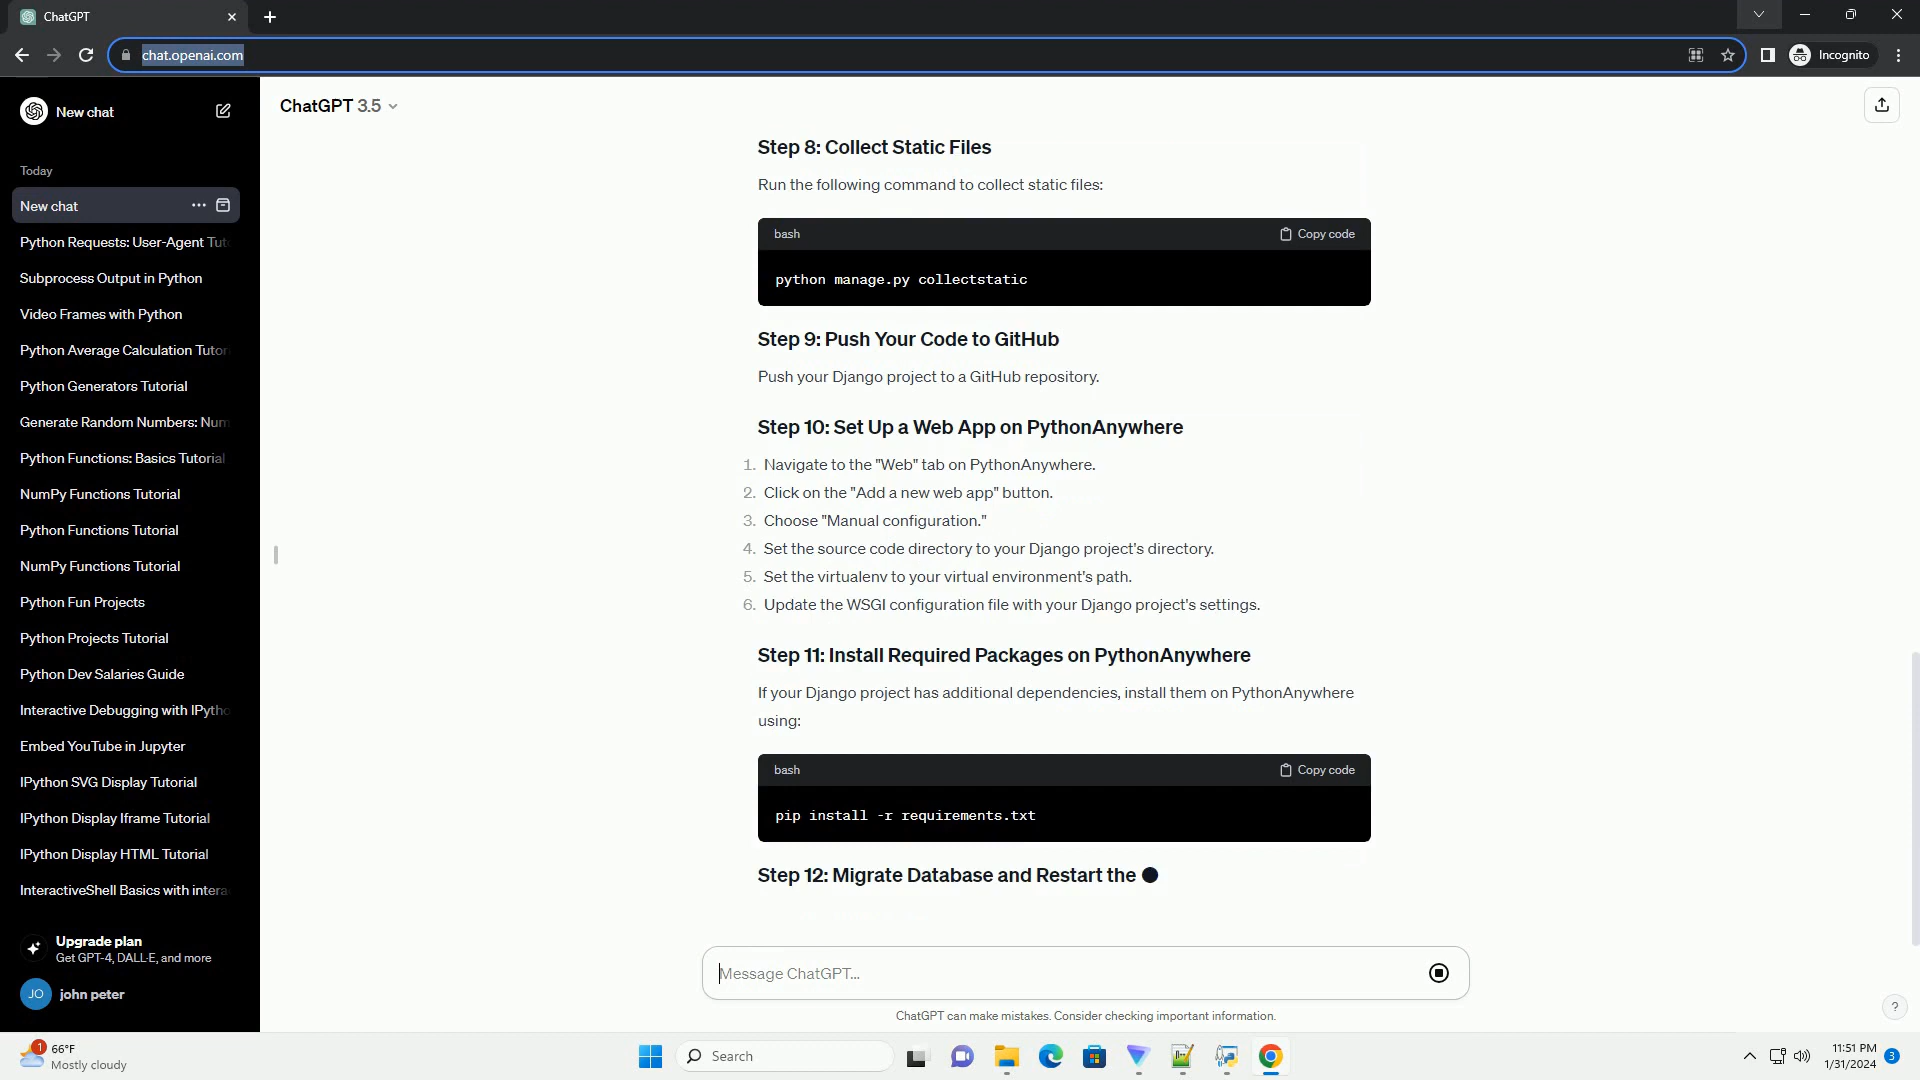 ChatGPT
chat.openai.com
Incognito
New chat
Today
New chat
Python Requests: User-Agent Tuto
Subprocess Output in Python
Video Frames with Python
Python Average Calculation Tutori
Python Generators Tutorial
Generate Random Numbers: Num
Python Functions: Basics Tutorial
NumPy Functions Tutorial
Python Functions Tutorial
NumPy Functions Tutorial
Python Fun Projects
Python Projects Tutorial
Python Dev Salaries Guide
Interactive Debugging with IPytho
Embed YouTube in Jupyter
IPython SVG Display Tutorial
IPython Display Iframe Tutorial
IPython Display HTML Tutorial
InteractiveShell Basics with intera
Upgrade plan
Get GPT-4, DALL·E, and more
JO john peter
ChatGPT 3.5
Step 8: Collect Static Files
Run the following command to collect static files:
bash Copy code
python manage.py collectstatic
Step 9: Push Your Code to GitHub
Push your Django project to a GitHub repository.
Step 10: Set Up a Web App on PythonAnywhere
1. Navigate to the "Web" tab on PythonAnywhere.
2. Click on the "Add a new web app" button.
3. Choose "Manual configuration."
4. Set the source code directory to your Django project's directory.
5. Set the virtualenv to your virtual environment's path.
6. Update the WSGI configuration file with your Django project's settings.
Step 11: Install Required Packages on PythonAnywhere
If your Django project has additional dependencies, install them on PythonAnywhere
using:
bash Copy code
pip install -r requirements.txt
Step 12: Migrate Database and Restart the
Message ChatGPT...
ChatGPT can make mistakes. Consider checking important information.
?
1
66°F
Mostly cloudy
Search
11:51 PM
1/31/2024
3